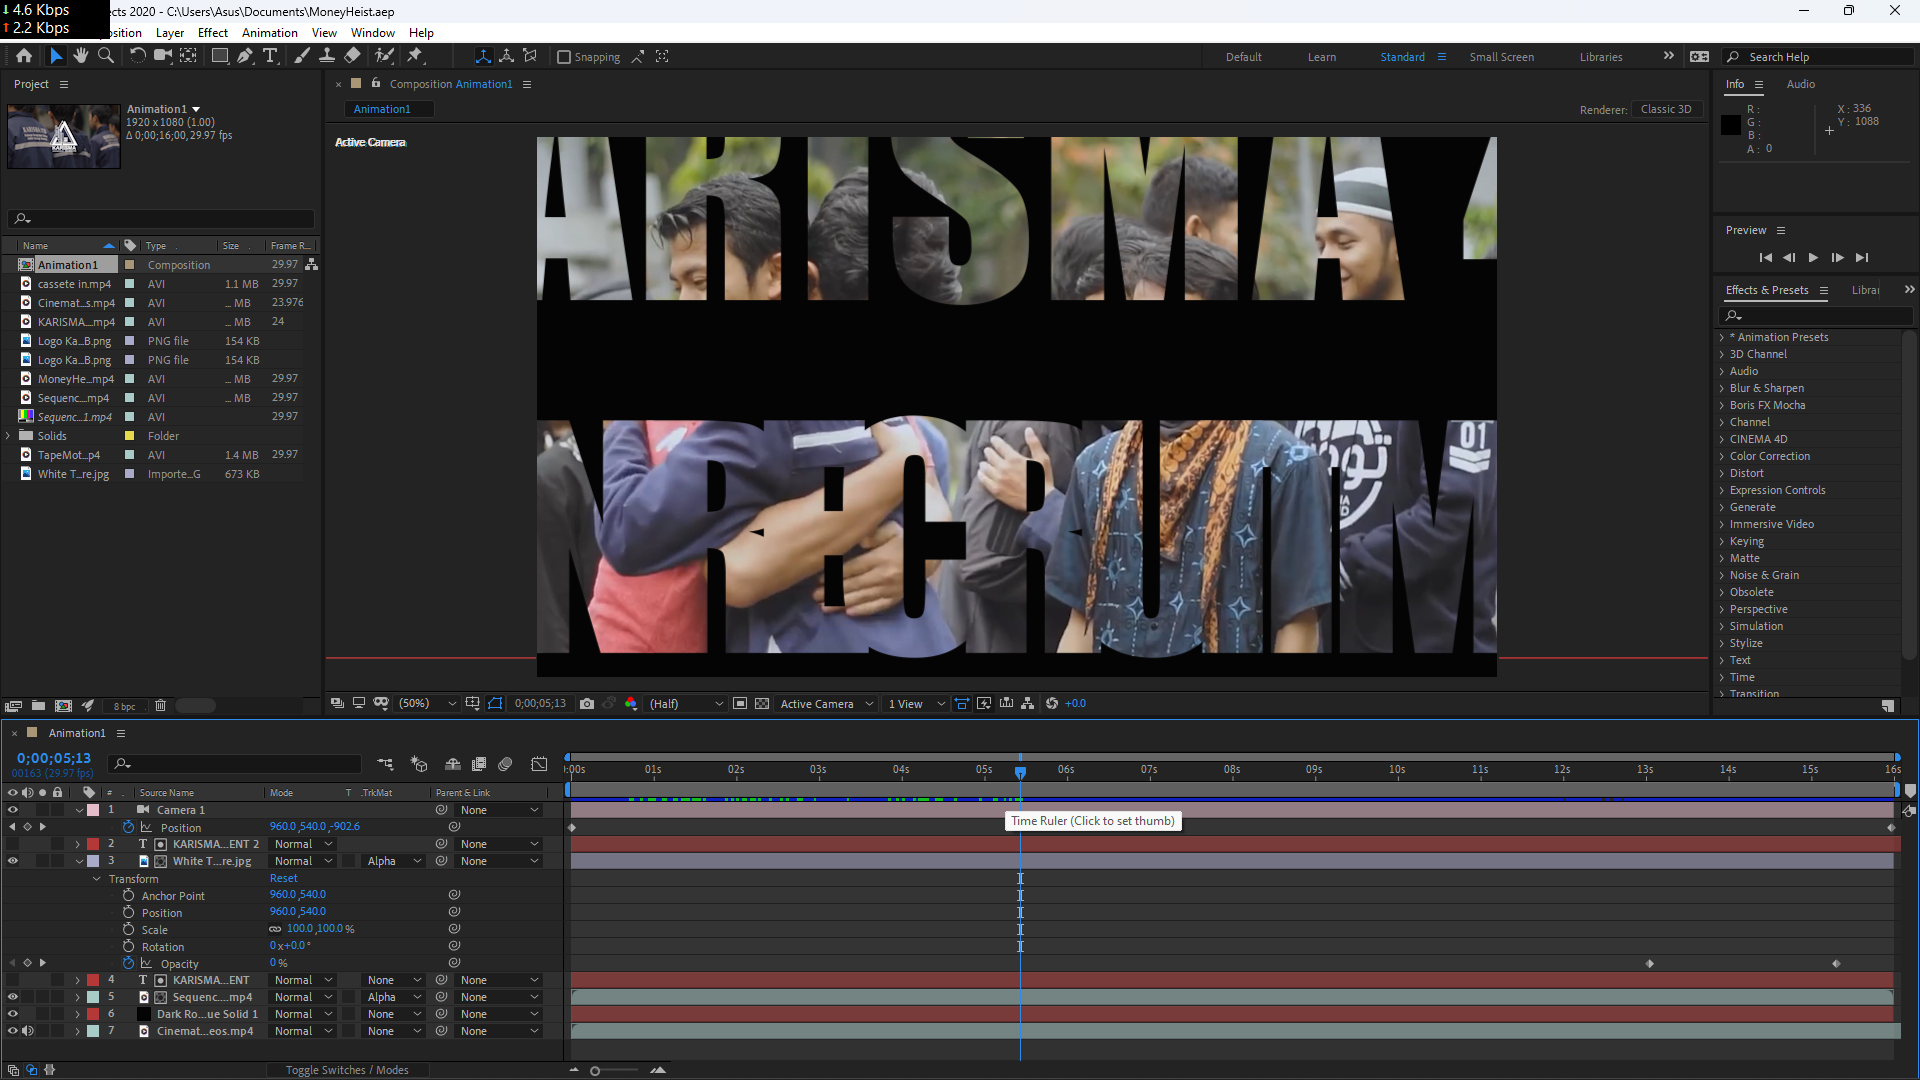 4.6 Kbps
2.2 Kbps
ects 2020 - C:\Users\Asus\Documents\MoneyHeist.aep
position Layer Effect Animation View Window Help
Snapping
Default Learn Standard Small Screen Libraries Search Help
Project
Animation1
1920 x 1080 (1.00)
Δ 0;00;16;00, 29.97 fps
Name Type Size Frame R...
Animation1 Composition 29.97
cassete in.mp4 AVI 1.1 MB 29.97
Cinemat...s.mp4 AVI ... MB 23.976
KARISMA....mp4 AVI ... MB 24
Logo Ka...B.png PNG file 154 KB
Logo Ka...B.png PNG file 154 KB
MoneyHe...mp4 AVI ... MB 29.97
Sequenc....mp4 AVI ... MB 29.97
Sequenc...1.mp4 AVI 29.97
Solids Folder
TapeMot...p4 AVI 1.4 MB 29.97
White T...re.jpg Importe...G 673 KB
8 bpc
Composition Animation1
Animation1
Renderer: Classic 3D
Active Camera
ARISMA
RECRUITM
01
(50%) 0;00;05;13 (Half) Active Camera 1 View +0.0
Info Audio
R :
G :
B :
A : 0
X : 336
Y : 1088
Preview
Effects & Presets Librar
* Animation Presets
3D Channel
Audio
Blur & Sharpen
Boris FX Mocha
Channel
CINEMA 4D
Color Correction
Distort
Expression Controls
Generate
Immersive Video
Keying
Matte
Noise & Grain
Obsolete
Perspective
Simulation
Stylize
Text
Time
Transition
Animation1
0;00;05;13
00163 (29.97 fps)
:00s 01s 02s 03s 04s 05s 06s 07s 08s 09s 10s 11s 12s 13s 14s 15s 16s
# Source Name Mode T .TrkMat Parent & Link
1 Camera 1 None
Position 960.0,540.0,-902.6
Time Ruler (Click to set thumb)
2 T KARISMA...ENT 2 Normal None
3 White T...re.jpg Normal Alpha None
Transform Reset
Anchor Point 960.0,540.0
Position 960.0,540.0
Scale 100.0,100.0 %
Rotation 0x+0.0°
Opacity 0 %
4 T KARISMA...ENT Normal None None
5 Sequenc....mp4 Normal Alpha None
6 Dark Ro...ue Solid 1 Normal None None
7 Cinemat...eos.mp4 Normal None None
Toggle Switches / Modes